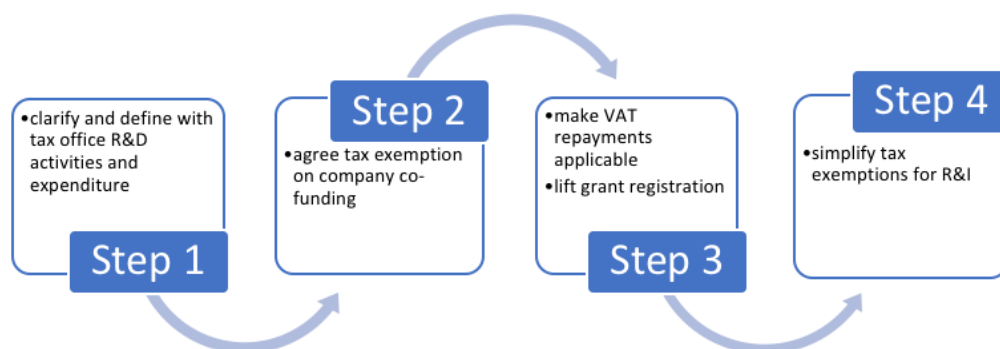 •clarify and define with
tax office R&D
activities and
expenditure
Step 1
Step 2
•agree tax exemption
on company co-
funding
•make VAT
repayments
applicable
•lift grant registration
Step 3
Step 4
•simplify tax
exemptions for R&I